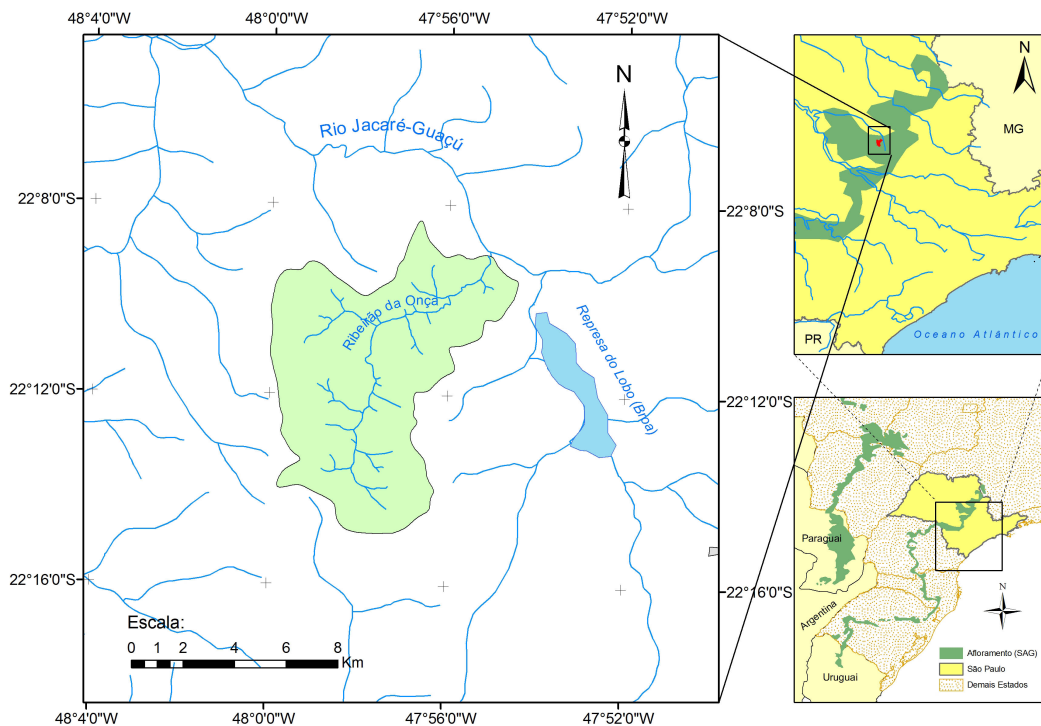 48°4'0"W
48°0'0"W
47°56'0"W
47°52'0"W
N
Rio Jacaré-Guaçú
22°8'0"S
22°8'0"S
Ribeirão da Onça
Represa do Lobo (Broa)
22°12'0"S
22°12'0"S
22°16'0"S
22°16'0"S
Escala:
0 1 2 4 6 8
Km
48°4'0"W
48°0'0"W
47°56'0"W
47°52'0"W
N
MG
PR
Oceano Atlântico
Paraguai
Argentina
Uruguai
N
Afloramento (SAG)
São Paulo
Demais Estados